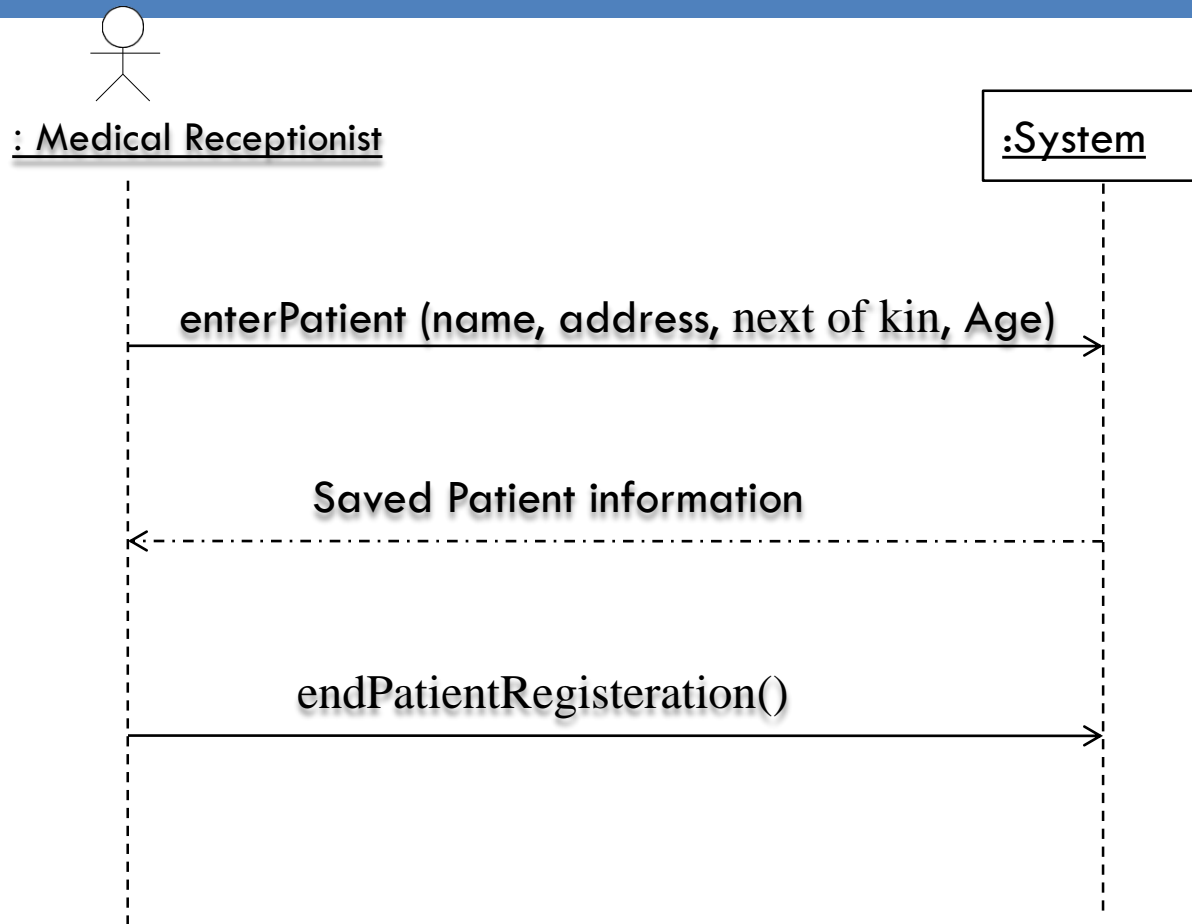 : Medical Receptionist
:System
enterPatient (name, address, next of kin, Age)
Saved Patient information
endPatientRegisteration()